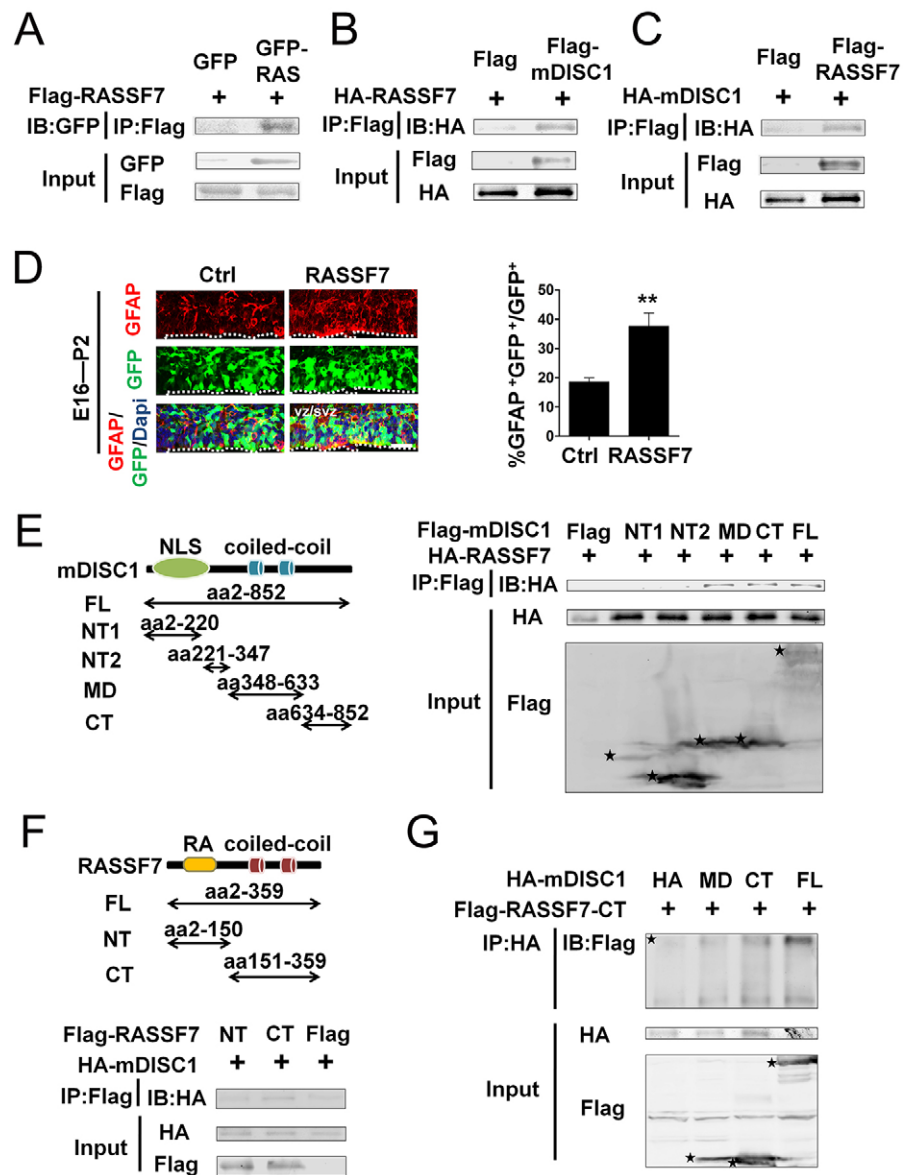 A
GFP
GFP-
RAS
Flag-RASSF7
+ +
IB:GFP IP:Flag
Input
GFP
Flag
B
Flag
Flag-
mDISC1
HA-RASSF7
+ +
IP:Flag IB:HA
Input
Flag
HA
C
Flag
Flag-
RASSF7
HA-mDISC1
+ +
IP:Flag IB:HA
Input
Flag
HA
D
Ctrl
RASSF7
E16—P2
GFAP
GFP
GFAP/
GFP/Dapi
vz/svz
%GFAP+GFP+/GFP+
50
40
30
20
10
0
**
Ctrl RASSF7
E
NLS coiled-coil
mDISC1
FL aa2-852
NT1 aa2-220
NT2 aa221-347
MD aa348-633
CT aa634-852
Flag-mDISC1 Flag NT1 NT2 MD CT FL
HA-RASSF7 + + + + + +
IP:Flag IB:HA
Input
HA
Flag
F
RA coiled-coil
RASSF7
FL aa2-359
NT aa2-150
CT aa151-359
Flag-RASSF7 NT CT Flag
HA-mDISC1 + + +
IP:Flag IB:HA
Input
HA
Flag
G
HA-mDISC1 HA MD CT FL
Flag-RASSF7-CT + + + +
IP:HA IB:Flag
Input
HA
Flag